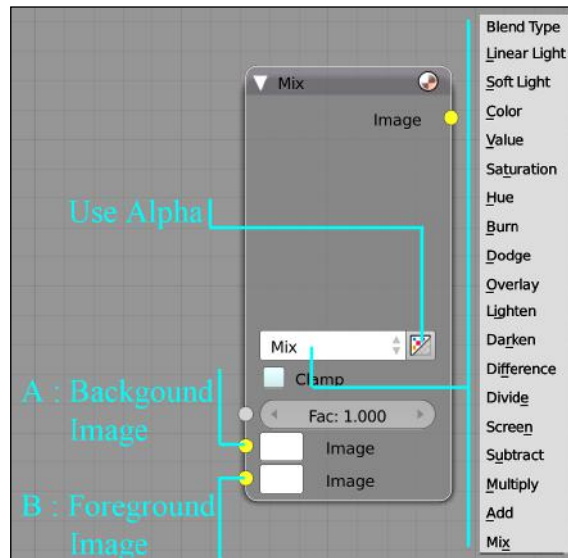 Mix
Image
Use Alpha
Mix
Clamp
Fac: 1.000
A : Backgound
Image
Image
Image
B : Foreground
Image
Blend Type
Linear Light
Soft Light
Color
Value
Saturation
Hue
Burn
Dodge
Overlay
Lighten
Darken
Difference
Divide
Screen
Subtract
Multiply
Add
Mix